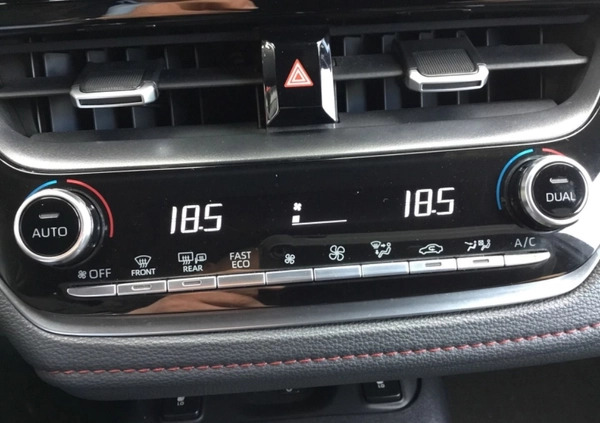 18.5
18.5
AUTO
DUAL
OFF
FRONT
REAR
FAST
ECO
A/C